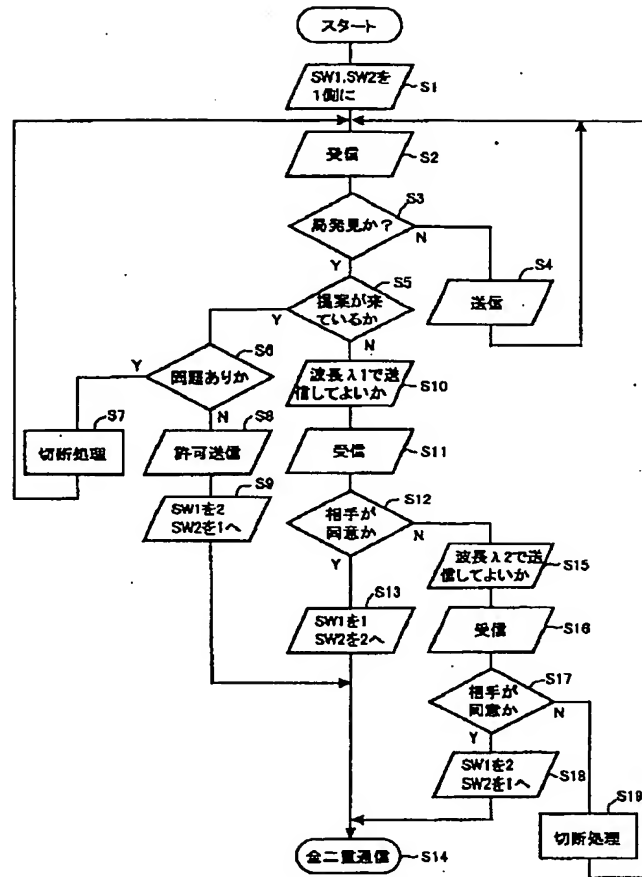 スタート
SW1,SW2を
1側に
S1
受信
S2
局発見か?
S3
Y
N
送信
S4
提案が来
ているか
S5
Y
N
問題ありか
S6
Y
N
切断処理
S7
許可送信
S8
SW1を2
SW2を1へ
S9
波長λ1で送
信してよいか
S10
受信
S11
相手が
同意か
S12
Y
N
SW1を1
SW2を2へ
S13
波長λ2で送
信してよいか
S15
受信
S16
相手が
同意か
S17
Y
N
SW1を2
SW2を1へ
S18
切断処理
S19
全二重通信
S14